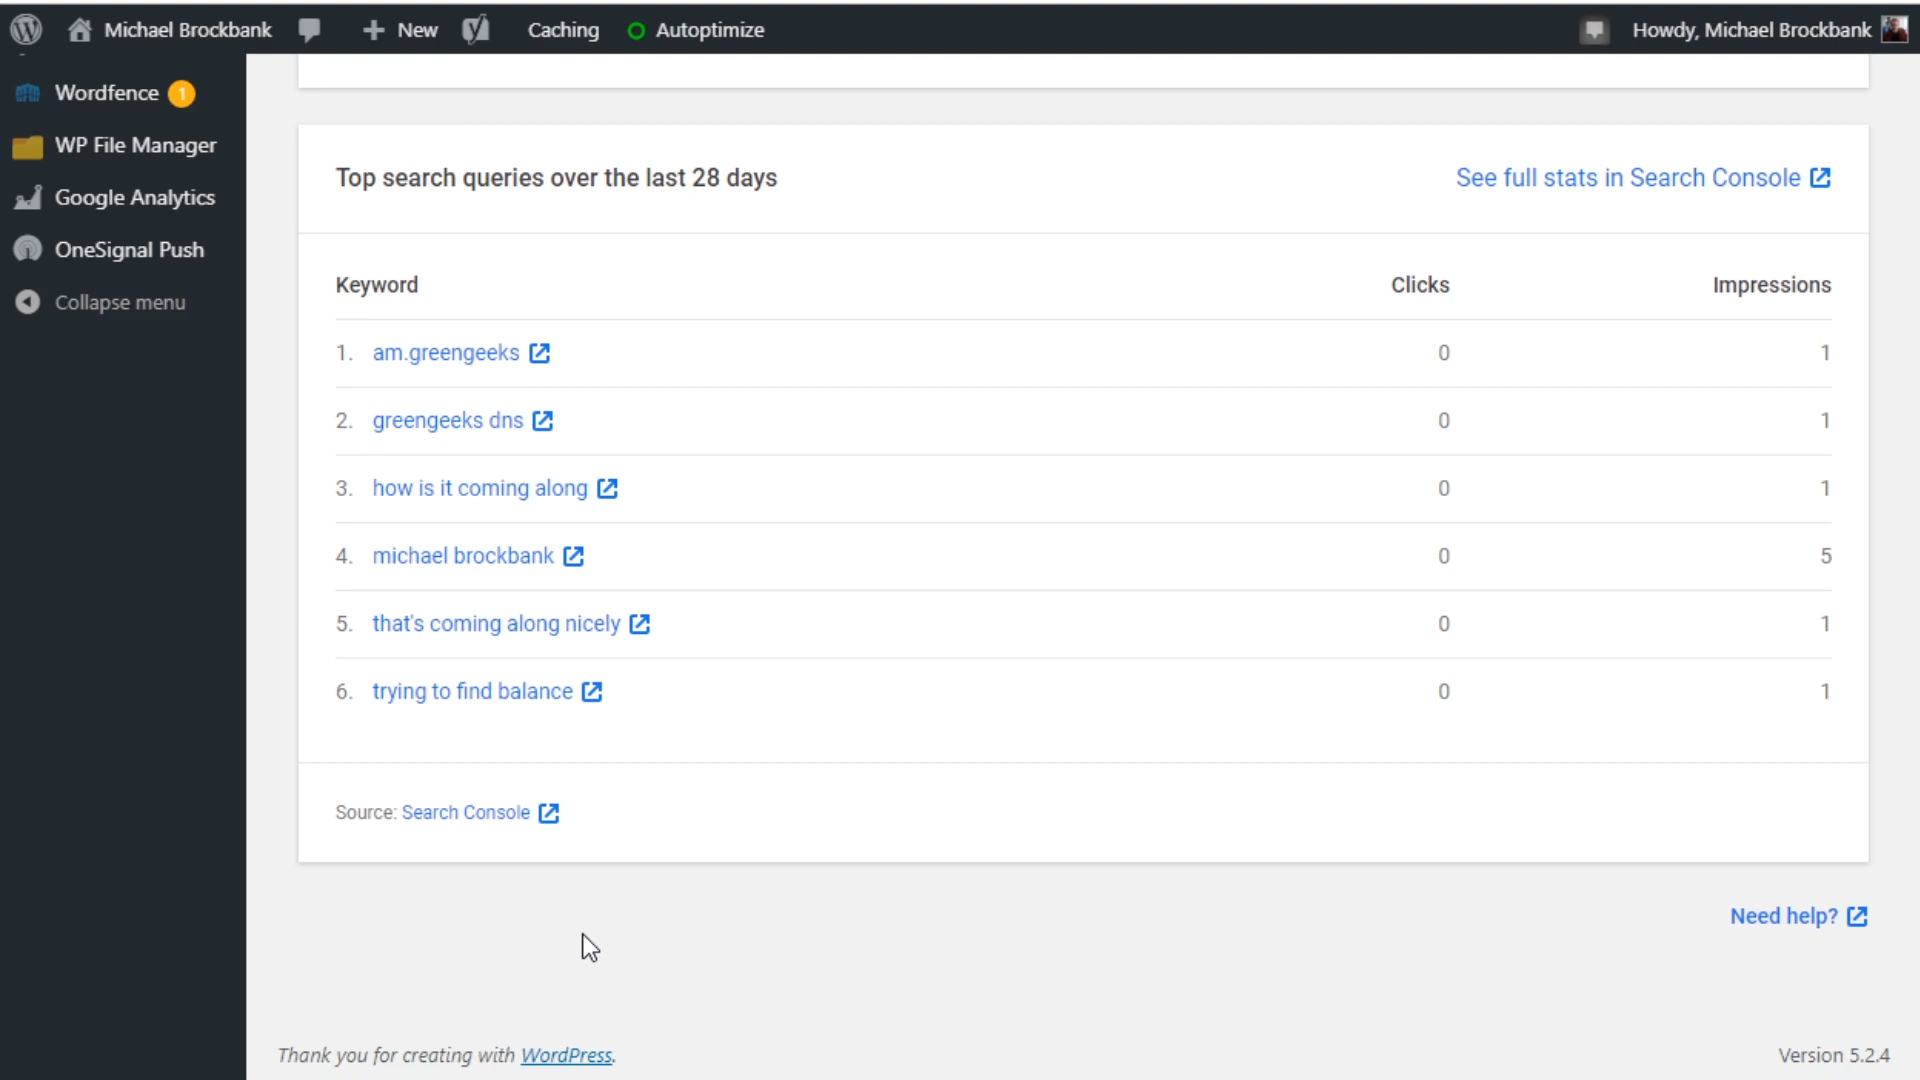 Michael Brockbank New Caching Autoptimize Howdy, Michael Brockbank
Wordfence 1
WP File Manager
Google Analytics
OneSignal Push
Collapse menu
Top search queries over the last 28 days See full stats in Search Console
Keyword Clicks Impressions
1. am.greengeeks 0 1
2. greengeeks dns 0 1
3. how is it coming along 0 1
4. michael brockbank 0 5
5. that's coming along nicely 0 1
6. trying to find balance 0 1
Source: Search Console
Need help?
Thank you for creating with WordPress. Version 5.2.4